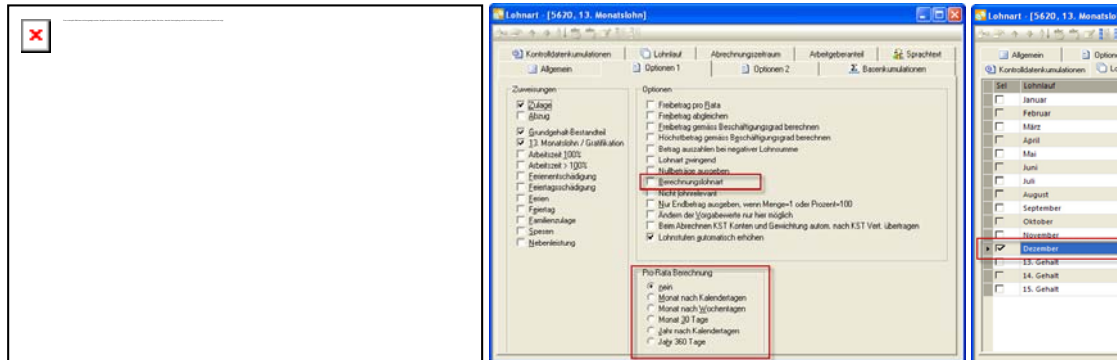 Lohnart - [5620, 13. Monatslohn]
Kontrolldatenkumulationen
Lohnlauf
Abrechnungszeitraum
Arbeitgeberanteil
Sprachtext
Allgemein
Optionen 1
Optionen 2
Basenkumulationen
Zuweisungen
Zulage
Abzug
Grundgehalt-Bestandteil
13. Monatslohn / Gratifikation
Arbeitszeit 100%
Arbeitszeit > 100%
Ferienentschädigung
Feiertagsschädigung
Ferien
Feiertag
Familienzulage
Spesen
Nebenleistung
Optionen
Freibetrag pro Rata
Freibetrag abgleichen
Freibetrag gemäss Beschäftigungsgrad berechnen
Höchstbetrag gemäss Beschäftigungsgrad berechnen
Betrag auszahlen bei negativer Lohnsumme
Lohnart zwingend
Nullbeträge ausgeben
Berechnungslohnart
Nicht lohnrelevant
Nur Endbetrag ausgeben, wenn Menge=1 oder Prozent=100
Ändern der Vorgabewerte nur hier möglich
Beim Abrechnen KST Konten und Gewichtung autom. nach KST Vert. übertragen
Lohnstufen automatisch erhöhen
Pro-Rata Berechnung
nein
Monat nach Kalendertagen
Monat nach Wochentagen
Monat 30 Tage
Jahr nach Kalendertagen
Jahr 360 Tage
Lohnart - [5620, 13. Monatslo
Allgemein
Option
Kontrolldatenkumulationen
Lo
Sel
Lohnlauf
Januar
Februar
März
April
Mai
Juni
Juli
August
September
Oktober
November
Dezember
13. Gehalt
14. Gehalt
15. Gehalt